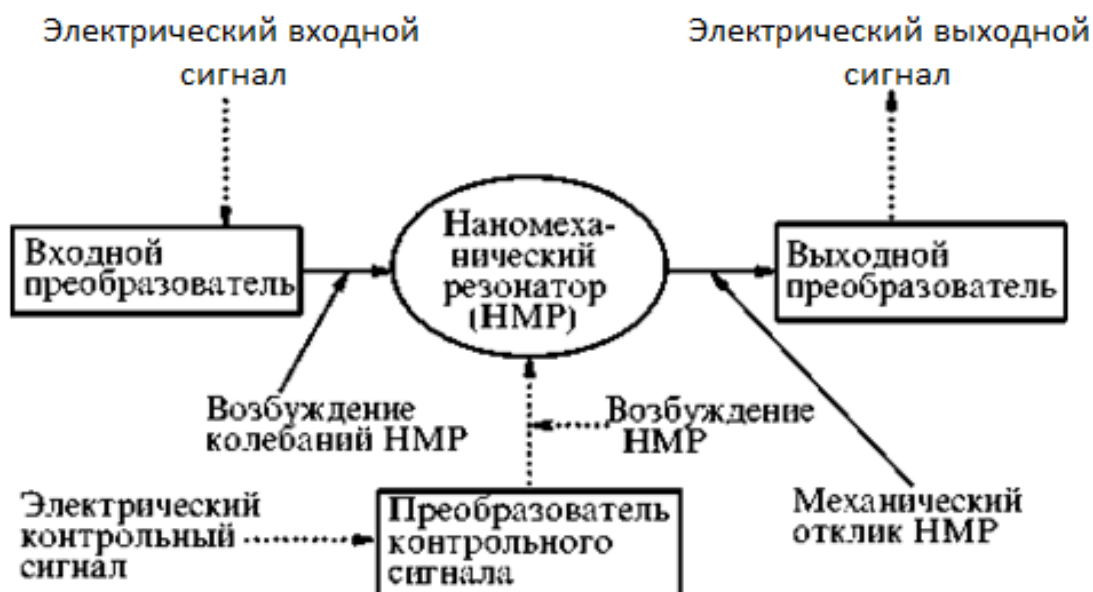 Электрический входной
сигнал
Электрический выходной
сигнал
Входной
преобразователь
Наномеха-
нический
резонатор
(НМР)
Выходной
преобразователь
Возбуждение
колебаний НМР
Возбуждение
НМР
Электрический
контрольный
сигнал
Преобразователь
контрольного
сигнала
Механический
отклик НМР